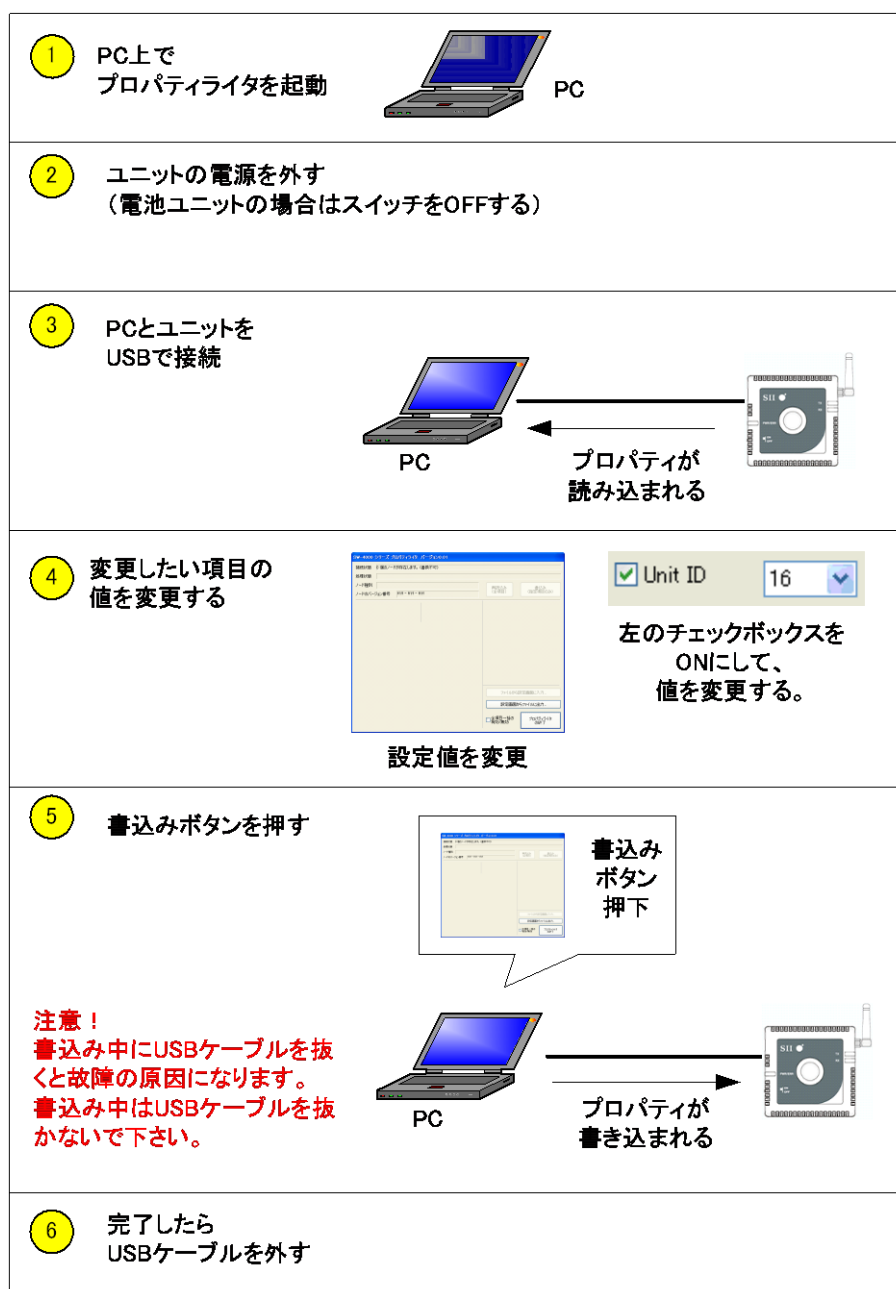 1
PC上で
プロパティライタを起動
PC
2
ユニットの電源を外す
(電池ユニットの場合はスイッチをOFFする)
3
PCとユニットを
USBで接続
SII
PC
プロパティが
読み込まれる
4
変更したい項目の
値を変更する
Unit ID
16
左のチェックボックスを
ONにして、
値を変更する。
設定値を変更
5
書込みボタンを押す
書込み
ボタン
押下
注意!
書込み中にUSBケーブルを抜
くと故障の原因になります。
書込み中はUSBケーブルを抜
かないで下さい。
SII
PC
プロパティが
書き込まれる
6
完了したら
USBケーブルを外す